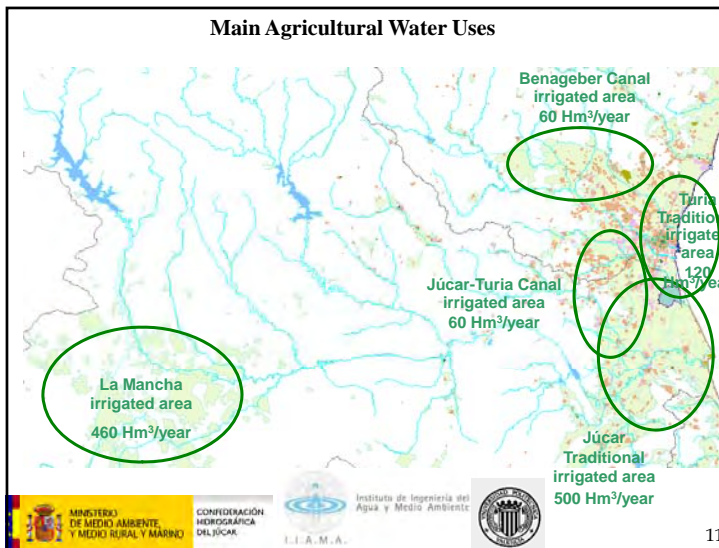 Main Agricultural Water Uses
Benageber Canal
irrigated area
60 Hm³/year
Turia
Tradition
irrigate
area
120
Hm³/yea
Júcar-Turia Canal
irrigated area
60 Hm³/year
La Mancha
irrigated area
460 Hm³/year
Júcar
Traditional
irrigated area
500 Hm³/year
MINISTERIO
DE MEDIO AMBIENTE,
Y MEDIO RURAL Y MARINO
CONFEDERACIÓN
HIDROGRÁFICA
DEL JÚCAR
I.I.A.M.A.
Instituto de Ingeniería del
Agua y Medio Ambiente
11